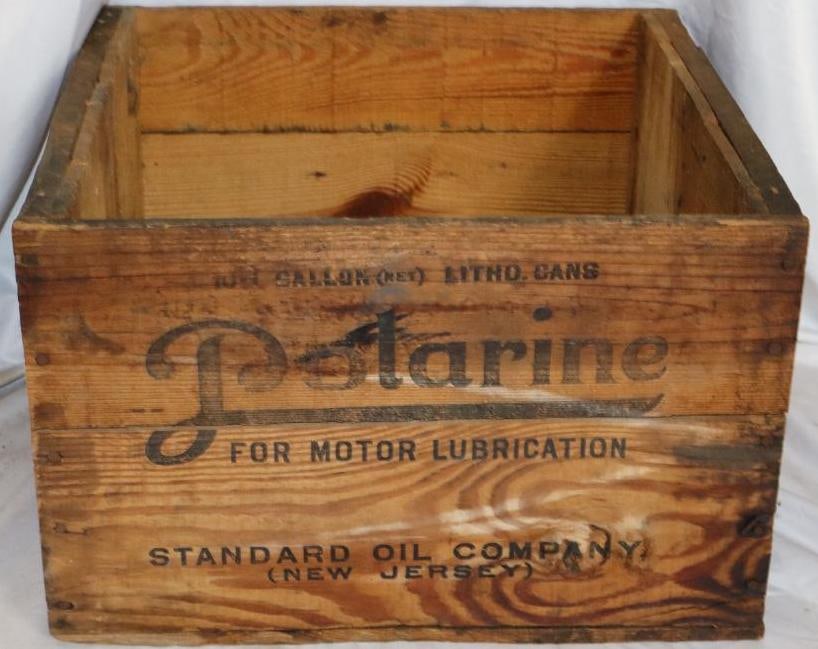 GALLON (NET) LITHO. CANS
Polarine
FOR MOTOR LUBRICATION
STANDARD OIL COMPANY.
(NEW JERSEY)